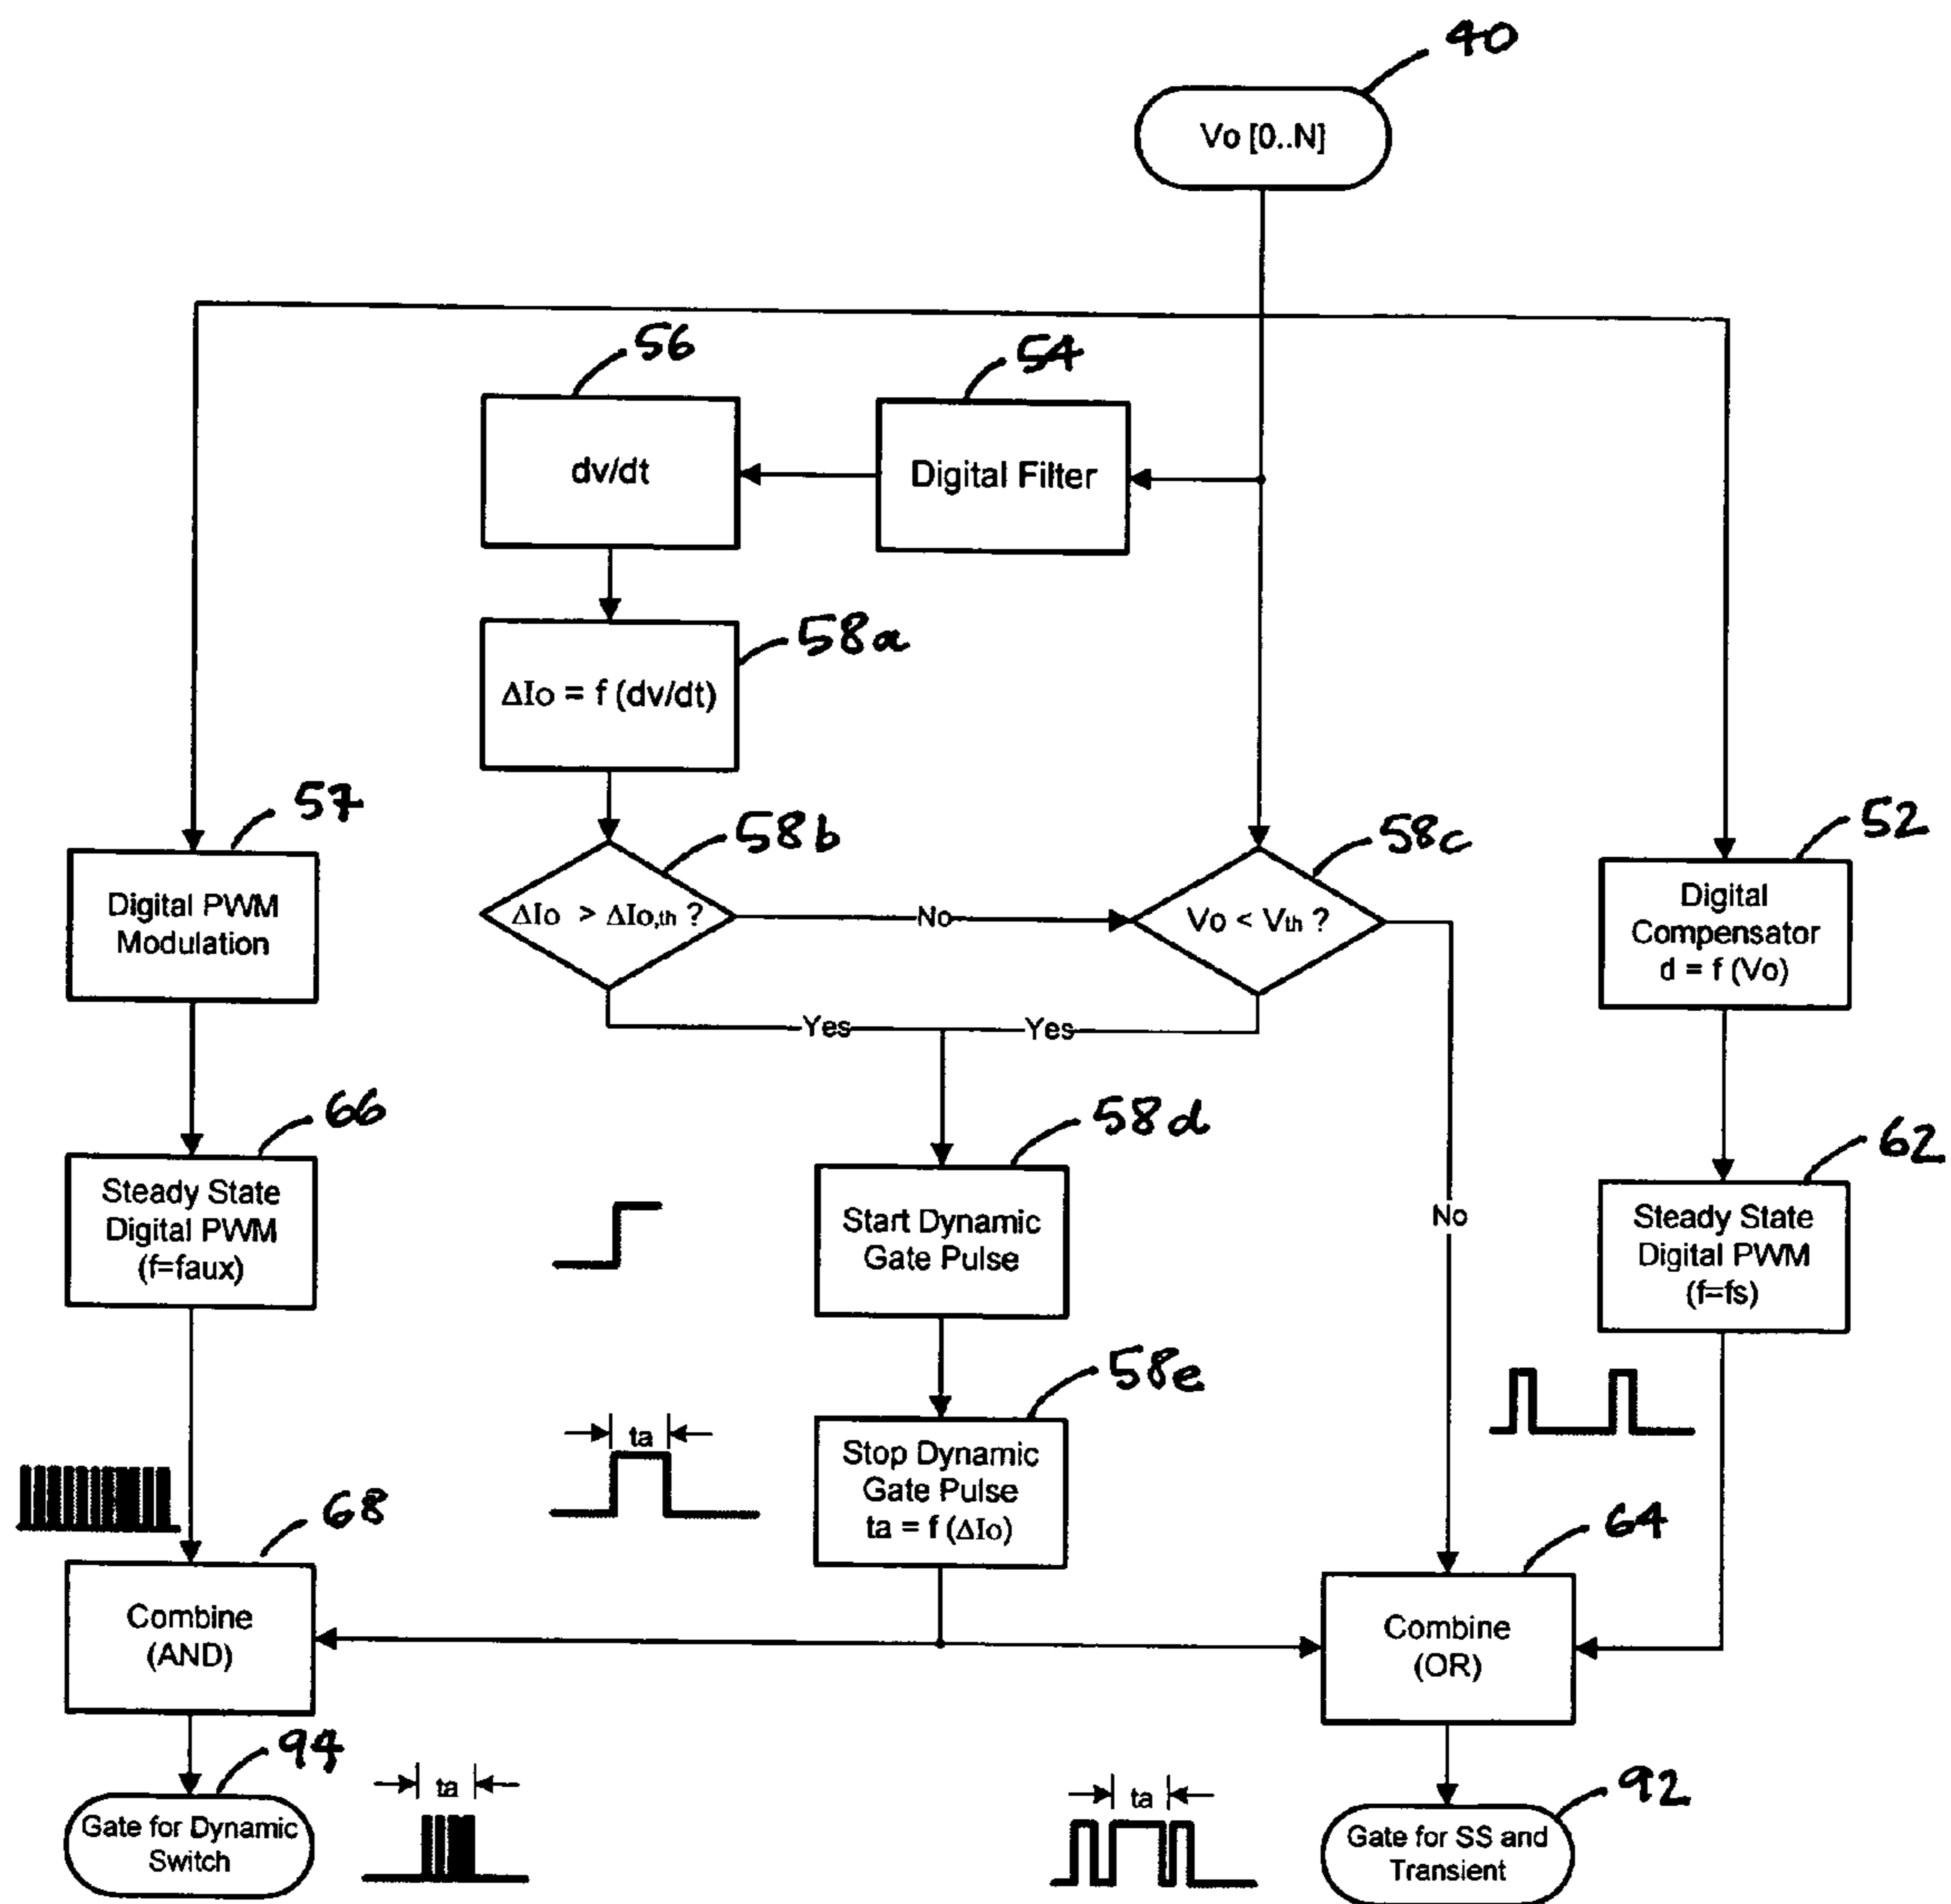 40
Vo [0..N]
56
54
dv/dt
Digital Filter
58a
ΔIo = f (dv/dt)
57
58b
58c
52
Digital PWM
Modulation
ΔIo > ΔIo,th ?
No
Vo < Vth ?
Digital
Compensator
d = f (Vo)
Yes
Yes
66
58d
62
Steady State
Digital PWM
(f=faux)
Start Dynamic
Gate Pulse
No
Steady State
Digital PWM
(f=fs)
58e
ta
Stop Dynamic
Gate Pulse
ta = f (ΔIo)
68
64
Combine
(AND)
Combine
(OR)
94
ta
ta
92
Gate for Dynamic
Switch
Gate for SS and
Transient